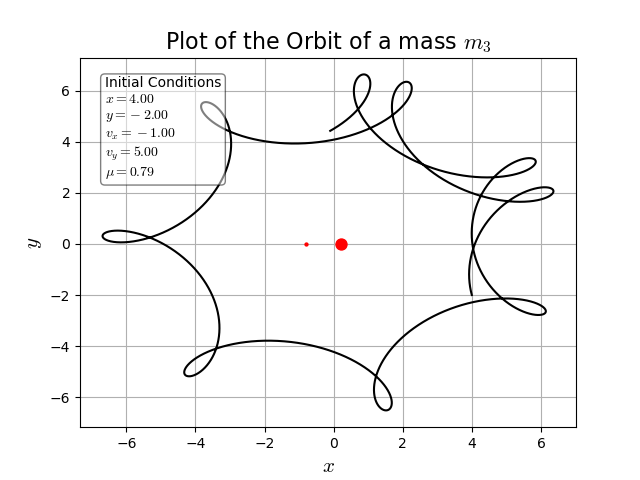 Plot of the Orbit of a mass m₃
Initial Conditions
x = 4.00
y = − 2.00
vₓ = − 1.00
v_y = 5.00
μ = 0.79
6
4
2
0
−2
−4
−6
y
−6 −4 −2 0 2 4 6
x